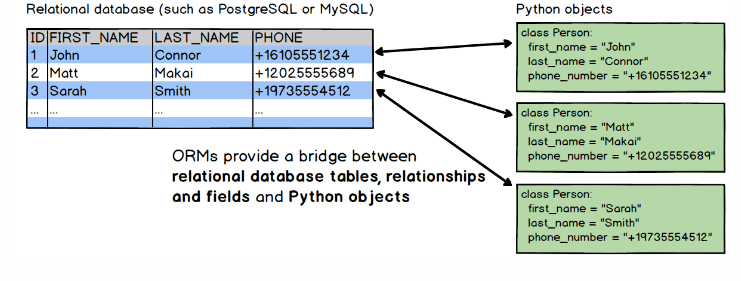 Relational database (such as PostgreSQL or MySQL)
ID FIRST_NAME LAST_NAME PHONE
1 John Connor +16105551234
2 Matt Makai +12025555689
3 Sarah Smith +19735554512
... ... ... ...
ORMs provide a bridge between
relational database tables, relationships
and fields and Python objects
Python objects
class Person:
first_name = "John"
last_name = "Connor"
phone_number = "+16105551234"
class Person:
first_name = "Matt"
last_name = "Makai"
phone_number = "+12025555689"
class Person:
first_name = "Sarah"
last_name = "Smith"
phone_number = "+19735554512"